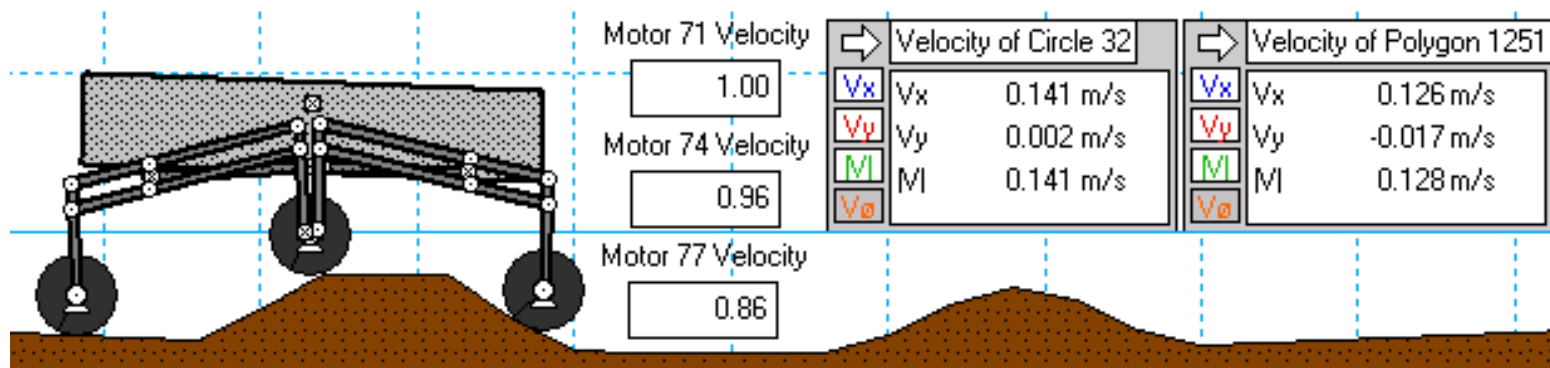 Motor 71 Velocity
1.00
Motor 74 Velocity
0.96
Motor 77 Velocity
0.86
Velocity of Circle 32
Vx
Vy
|V|
Vø
Vx 0.141 m/s
Vy 0.002 m/s
|V| 0.141 m/s
Velocity of Polygon 1251
Vx
Vy
|V|
Vø
Vx 0.126 m/s
Vy -0.017 m/s
|V| 0.128 m/s